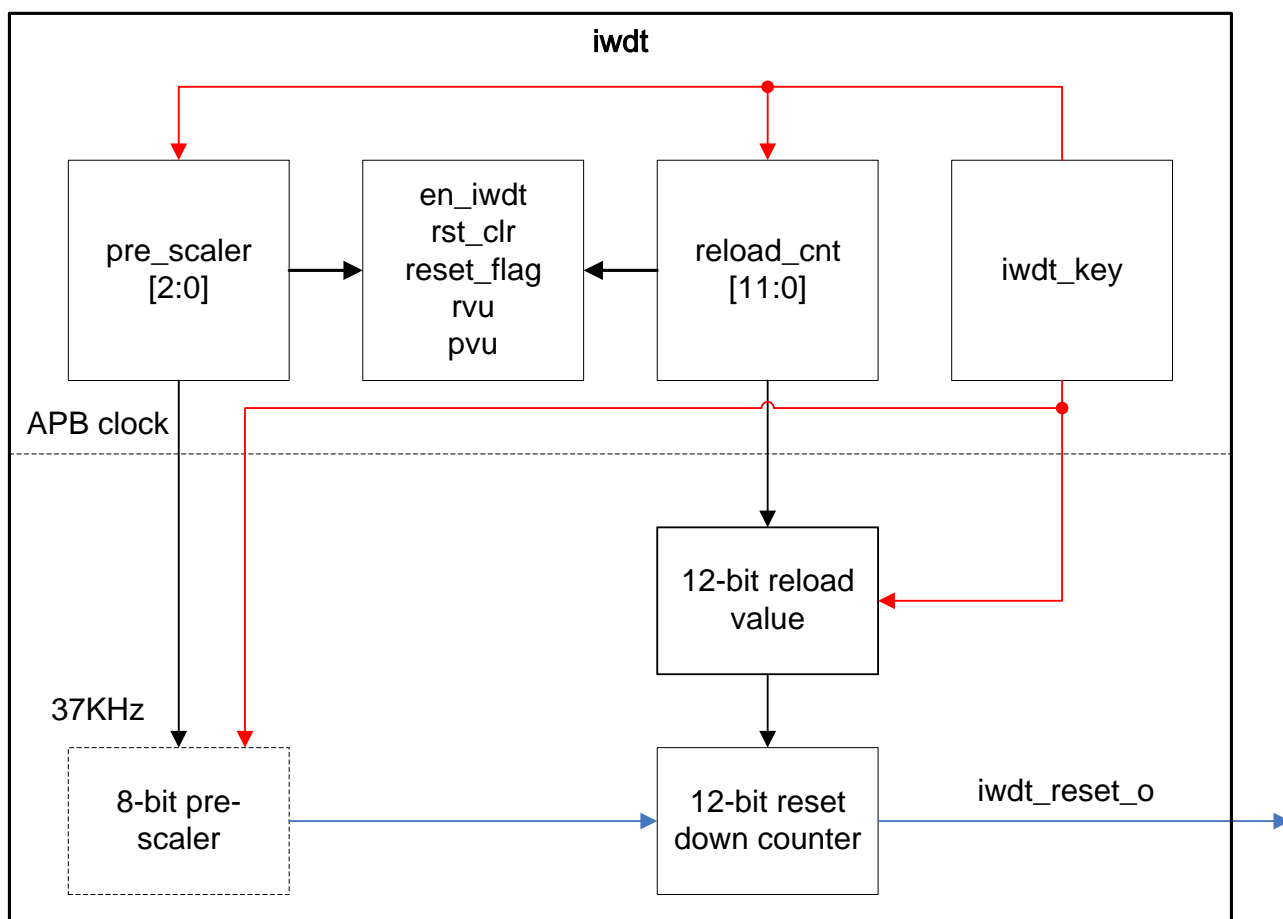 iwdt
pre_scaler
[2:0]
en_iwdt
rst_clr
reset_flag
rvu
pvu
reload_cnt
[11:0]
iwdt_key
APB clock
12-bit reload
value
37KHz
8-bit pre-
scaler
12-bit reset
down counter
iwdt_reset_o